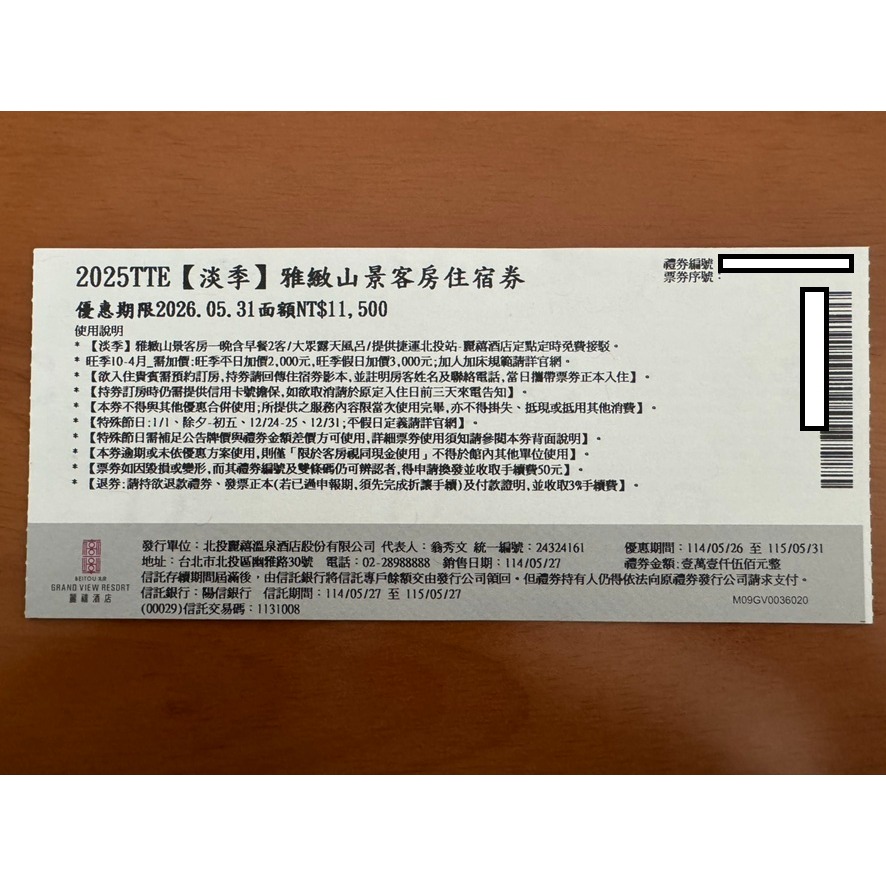 2025TTE【淡季】雅緻山景客房住宿券
禮券編號
票券序號:
優惠期限2026.05.31面額NT$11,500
使用說明
* 【淡季】雅緻山景客房一晚含早餐2客/大眾露天風呂/提供捷運北投站-麗禧酒店定點定時免費接駁。
* 旺季10-4月_需加價:旺季平日加價2,000元,旺季假日加價3,000元;加人加床規範請詳官網。
* 【欲入住貴賓需預約訂房,持券請回傳住宿券影本,並註明房客姓名及聯絡電話,當日攜帶票券正本入住】。
* 【持券訂房時仍需提供信用卡號擔保,如欲取消請於原定入住日前三天來電告知】。
* 【本券不得與其他優惠合併使用;所提供之服務內容限當次使用完畢,亦不得掛失、抵現或抵用其他消費】。
* 【特殊節日:1/1、除夕-初五、12/24-25、12/31;平假日定義請詳官網】。
* 【特殊節日需補足公告牌價與禮券金額差價方可使用,詳細票券使用須知請參閱本券背面說明】。
* 【本券逾期或未依優惠方案使用,則僅「限於客房視同現金使用」不得於館內其他單位使用】。
* 【票券如因毀損或變形,而其禮券編號及雙條碼仍可辨認者,得申請換發並收取手續費50元】。
* 【退券:請持欲退款禮券、發票正本(若已過申報期,須先完成折讓手續)及付款證明,並收取3%手續費】。
BEITOU 北投
GRAND VIEW RESORT
麗禧酒店
發行單位：北投麗禧溫泉酒店股份有限公司 代表人：翁秀文 統一編號：24324161
優惠期間：114/05/26 至 115/05/31
地址：台北市北投區幽雅路30號 電話：02-28988888 銷售日期：114/05/27
禮券金額:壹萬壹仟伍佰元整
信託存續期間屆滿後，由信託銀行將信託專戶餘額交由發行公司領回。但禮券持有人仍得依法向原禮券發行公司請求支付。
信託銀行：陽信銀行 信託期間：114/05/27 至 115/05/27
M09GV0036020
(00029)信託交易碼：1131008